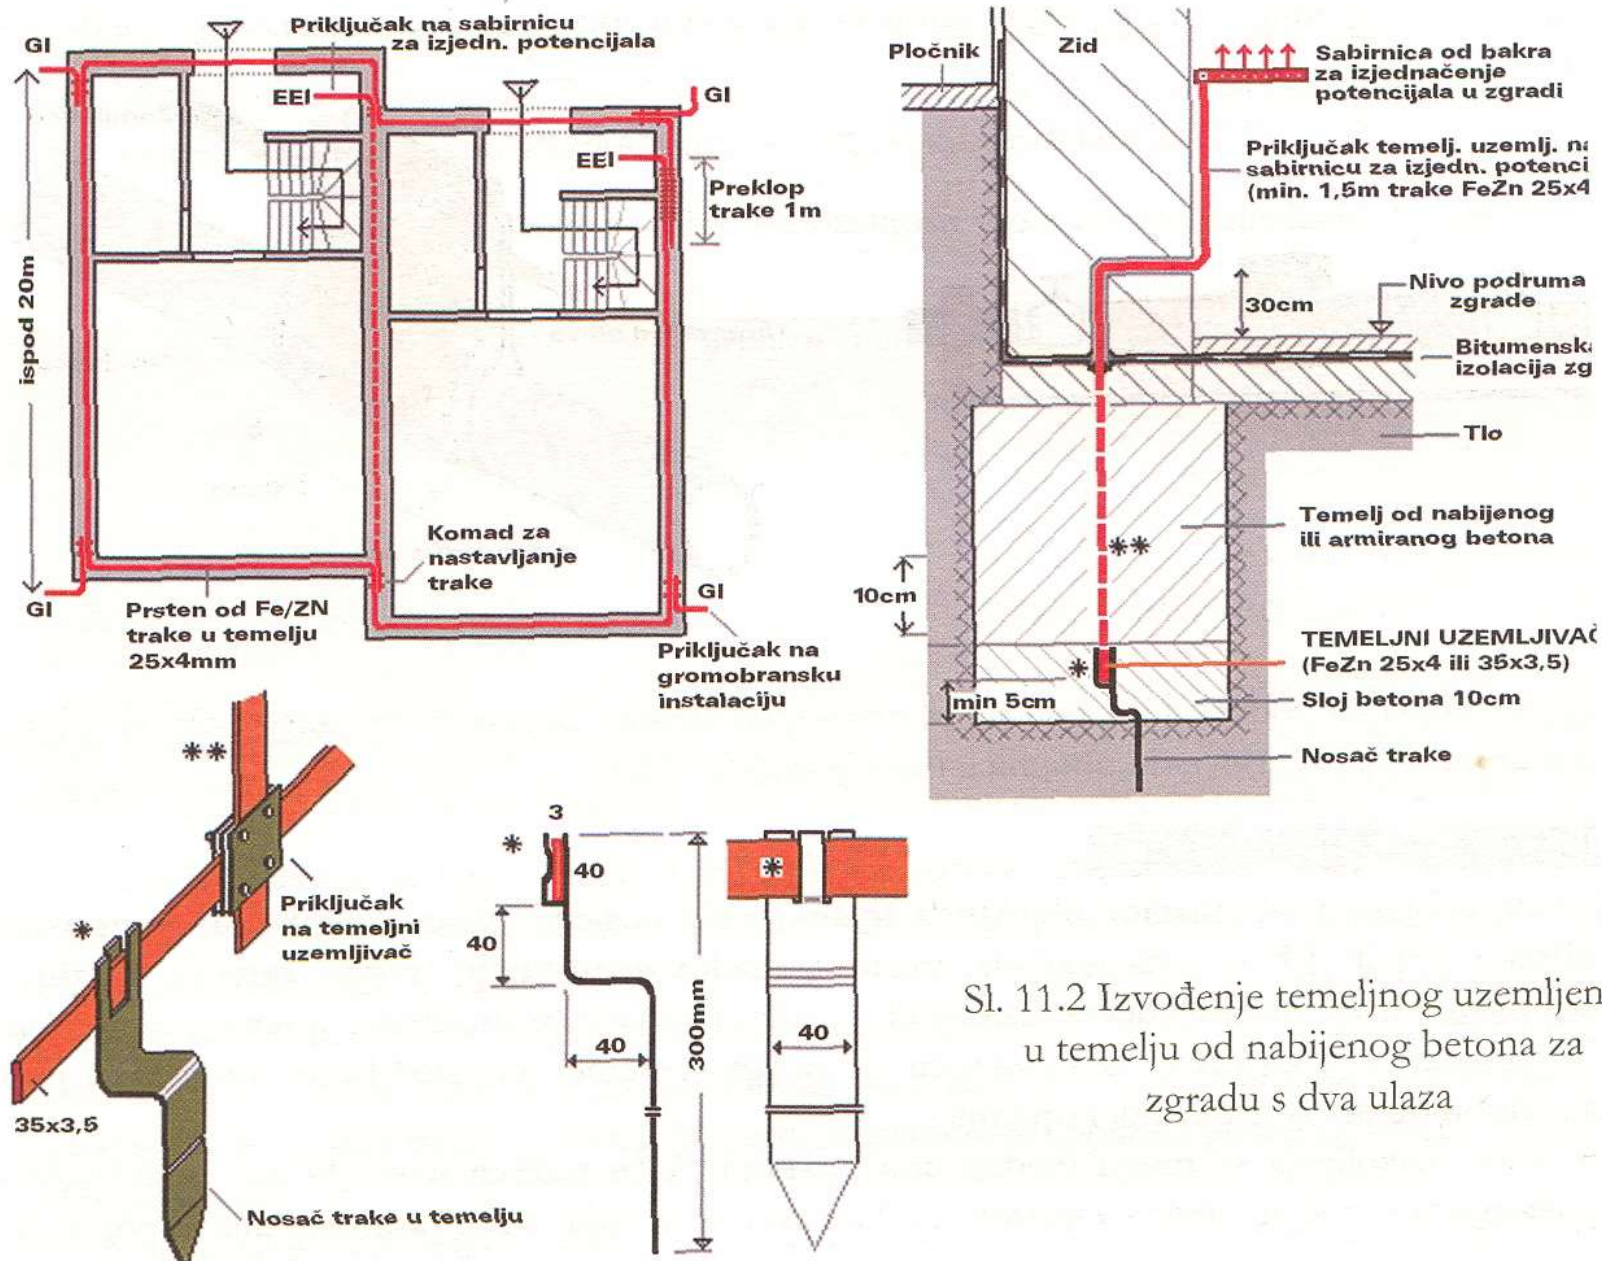 GI
Priključak na sabirnicu
za izjedn. potencijala
EEI
GI
EEI
Preklop
trake 1m
ispod 20m
Komad za
nastavljanje
trake
GI
Prsten od Fe/ZN
trake u temelju
25x4mm
GI
Priključak na
gromobransku
instalaciju
Pločnik
Zid
Sabirnica od bakra
za izjednačenje
potencijala u zgradi
Priključak temelj. uzemlj. na
sabirnicu za izjedn. potenci
(min. 1,5m trake FeZn 25x4
30cm
Nivo podruma
zgrade
Bitumensk
izolacija zg
Tlo
Temelj od nabijenog
ili armiranog betona
**
10cm
TEMELJNI UZEMLJIVAČ
(FeZn 25x4 ili 35x3,5)
*
min 5cm
Sloj betona 10cm
Nosač trake
**
Priključak
na temeljni
uzemljivač
*
35x3,5
Nosač trake u temelju
3
*
40
40
40
300mm
*
40
Sl. 11.2 Izvođenje temeljnog uzemljen
u temelju od nabijenog betona za
zgradu s dva ulaza